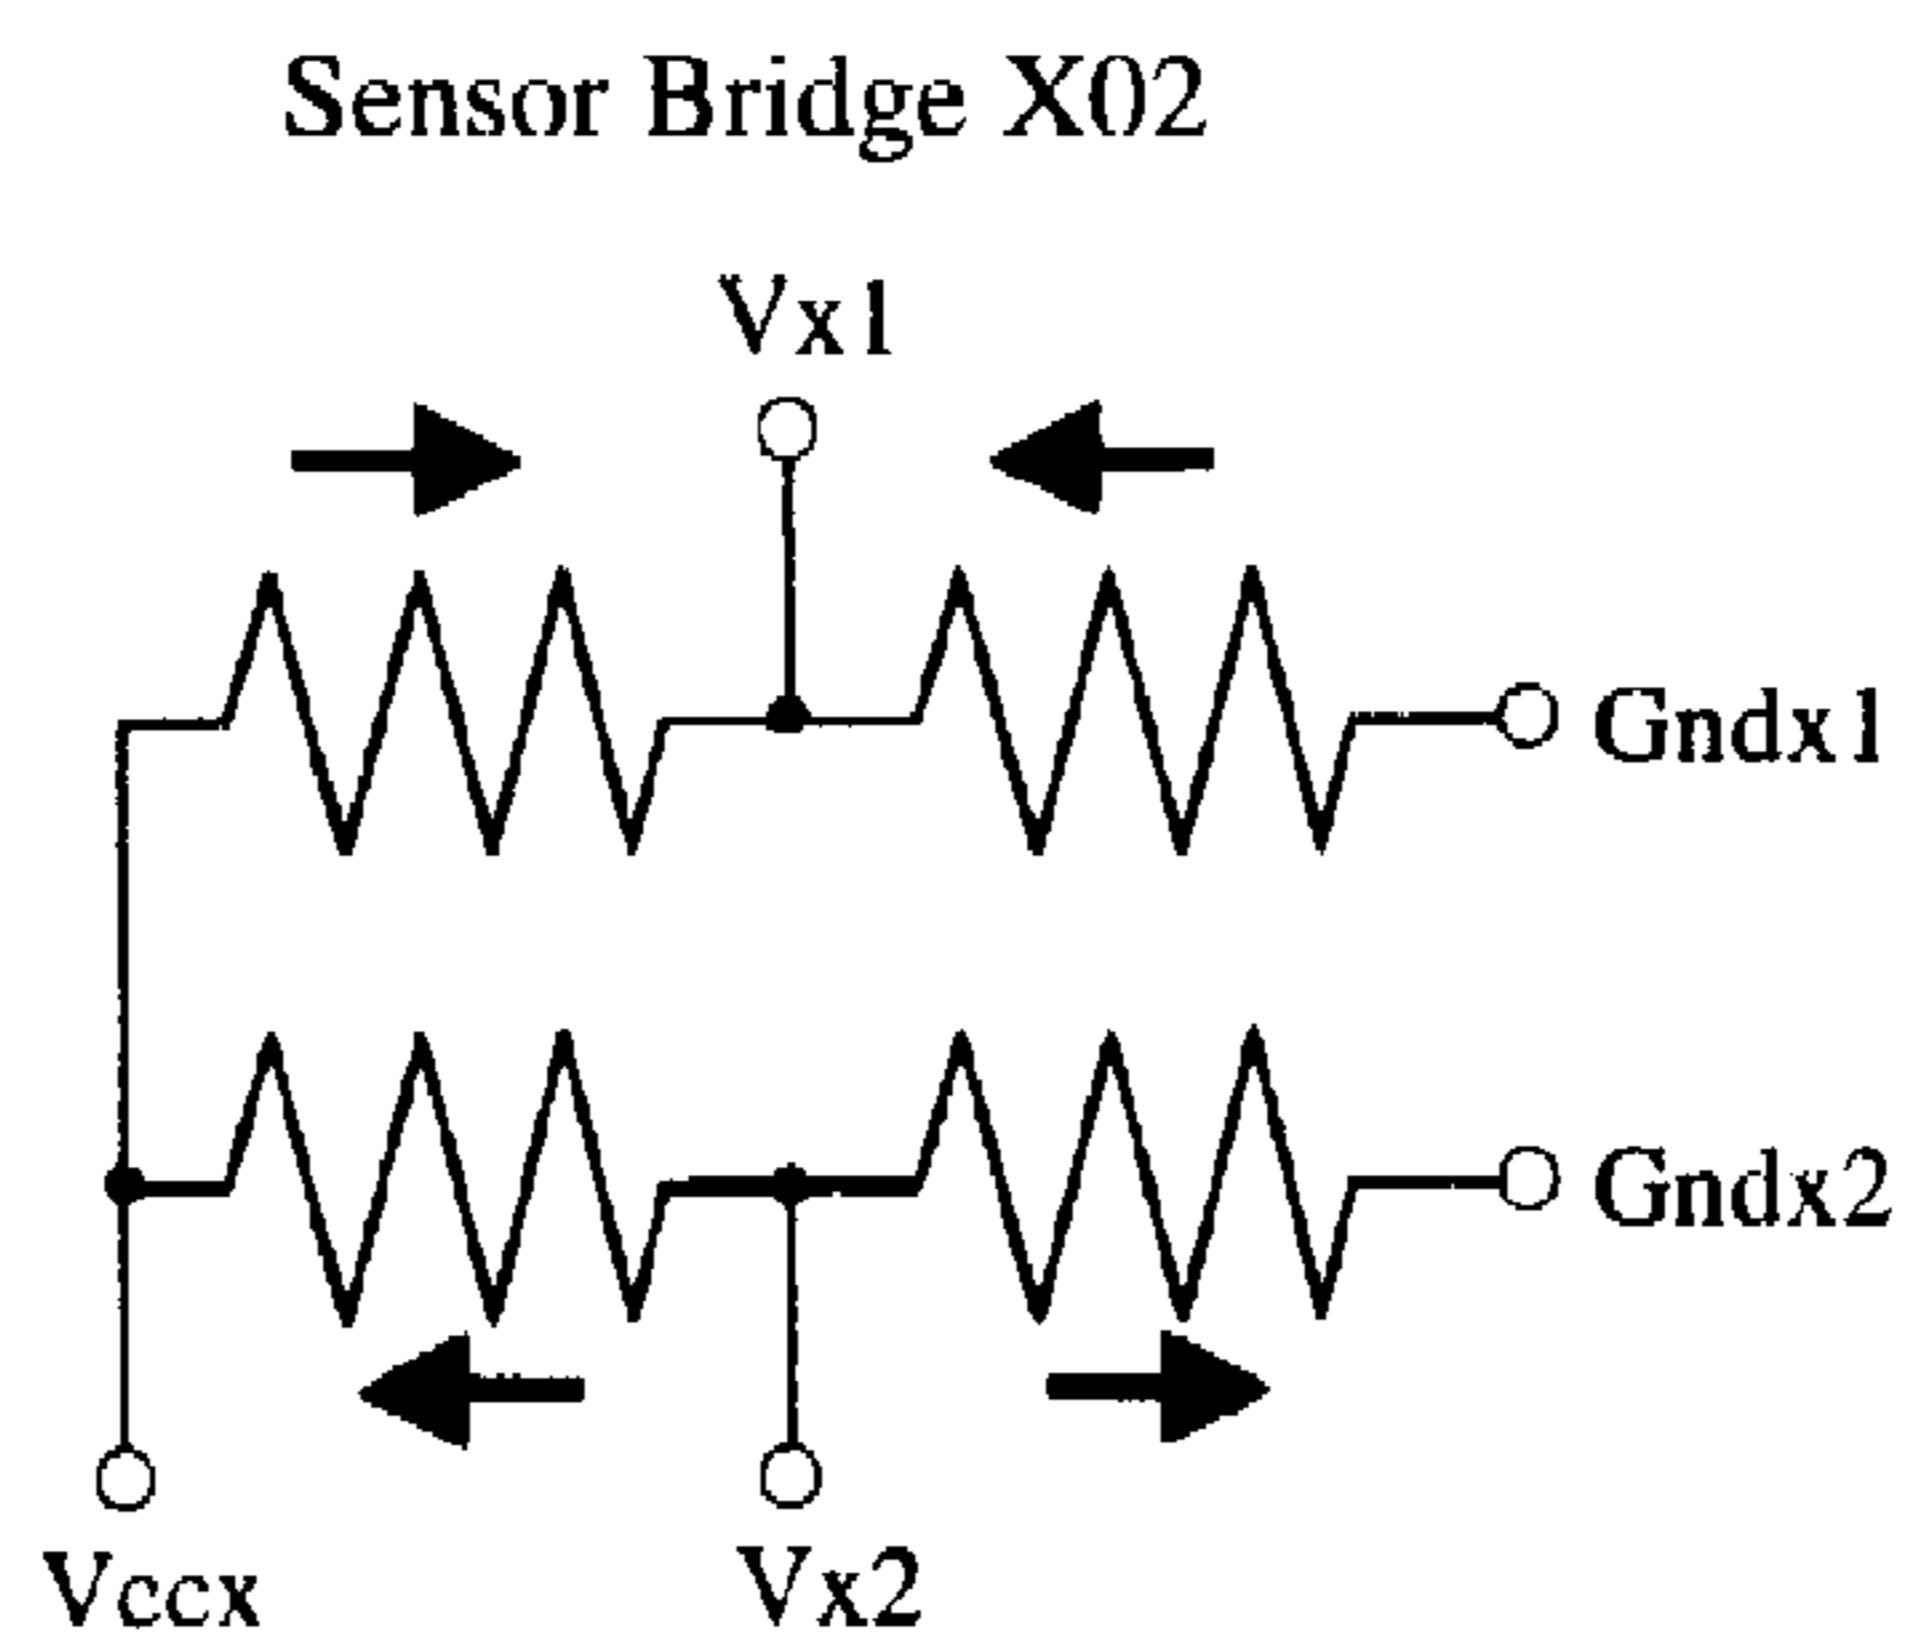 Sensor Bridge X02
Vx1
Gndx1
Gndx2
Vccx
Vx2